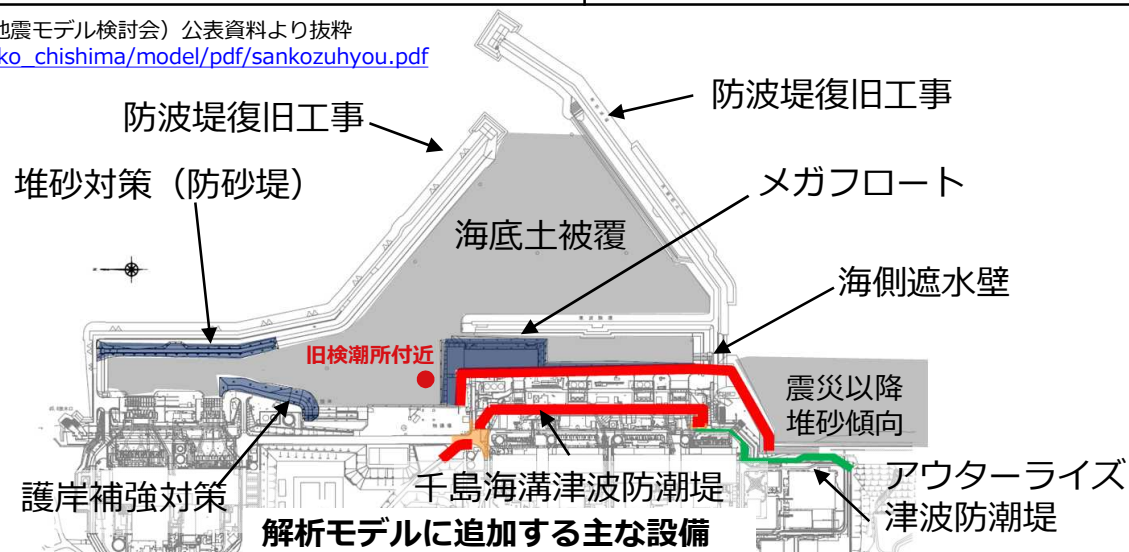 地震モデル検討会）公表資料より抜粋
ko_chishima/model/pdf/sankozuhyou.pdf
防波堤復旧工事
防波堤復旧工事
堆砂対策（防砂堤）
メガフロート
海底土被覆
海側遮水壁
旧検潮所付近
震災以降
堆砂傾向
護岸補強対策
千島海溝津波防潮堤
アウターライズ
津波防潮堤
解析モデルに追加する主な設備